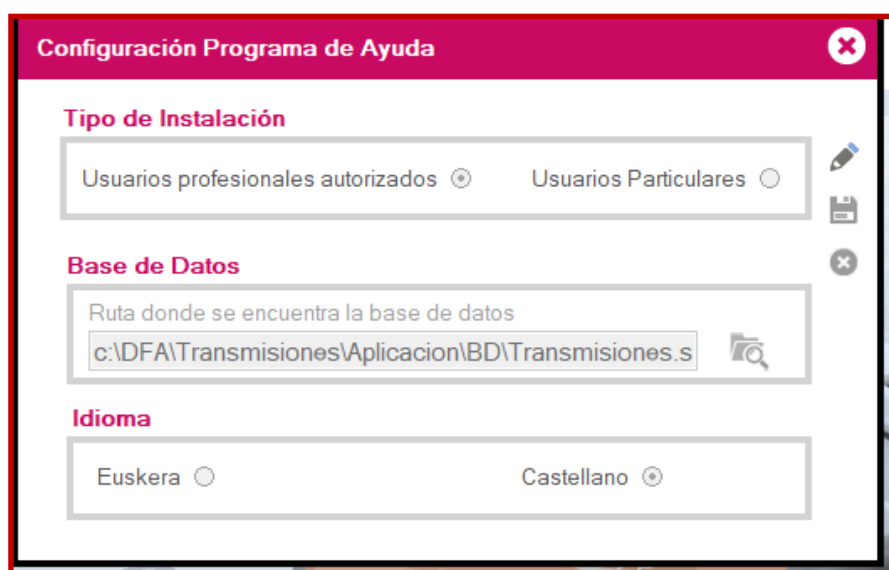 Configuración Programa de Ayuda
Tipo de Instalación
Usuarios profesionales autorizados Usuarios Particulares
Base de Datos
Ruta donde se encuentra la base de datos
c:\DFA\Transmisiones\Aplicacion\BD\Transmisiones.s
Idioma
Euskera Castellano